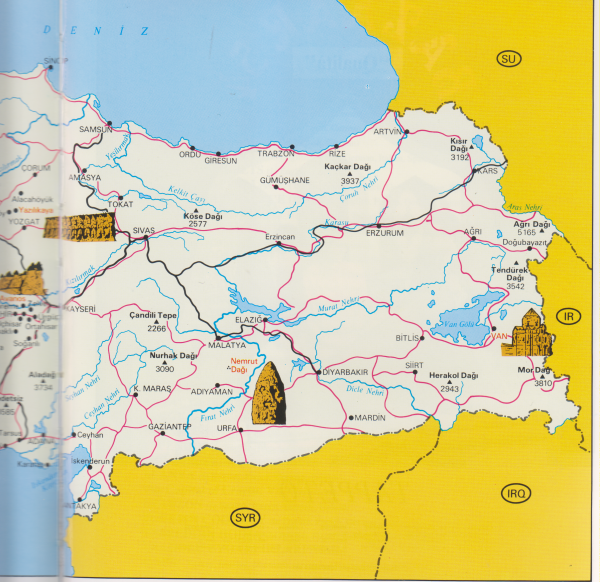 DENİZ
SU
SİNOP
SAMSUN
Yeşilırmak
ORDU
GİRESUN
TRABZON
RİZE
ARTVİN
Kısır
Dağı
3192
KARS
ÇORUM
AMASYA
Alacahöyük
Yazılıkaya
YOZGAT
TOKAT
Kelkit Çayı
GÜMÜŞHANE
Kaçkar Dağı
3937
Çoruh Nehri
Köse Dağı
2577
SİVAS
Erzincan
Karasu
ERZURUM
AĞRI
Aras Nehri
Ağrı Dağı
5165
Doğubayazıt
Tendürek
Dağı
3542
IR
Kızılırmak
KAYSERİ
Çandili Tepe
2266
ELAZIĞ
Murat Nehri
Van Gölü
VAN
BİTLİS
MALATYA
Nurhak Dağı
3090
Nemrut
Dağı
DİYARBAKIR
SİİRT
Herakol Dağı
2943
Mor Dağ
3810
Aladağ
3734
Seyhan Nehri
Ceyhan Nehri
K. MARAŞ
ADIYAMAN
Dicle Nehri
MARDİN
Fırat Nehri
GAZİANTEP
URFA
Ceyhan
İskenderun
SYR
IRQ